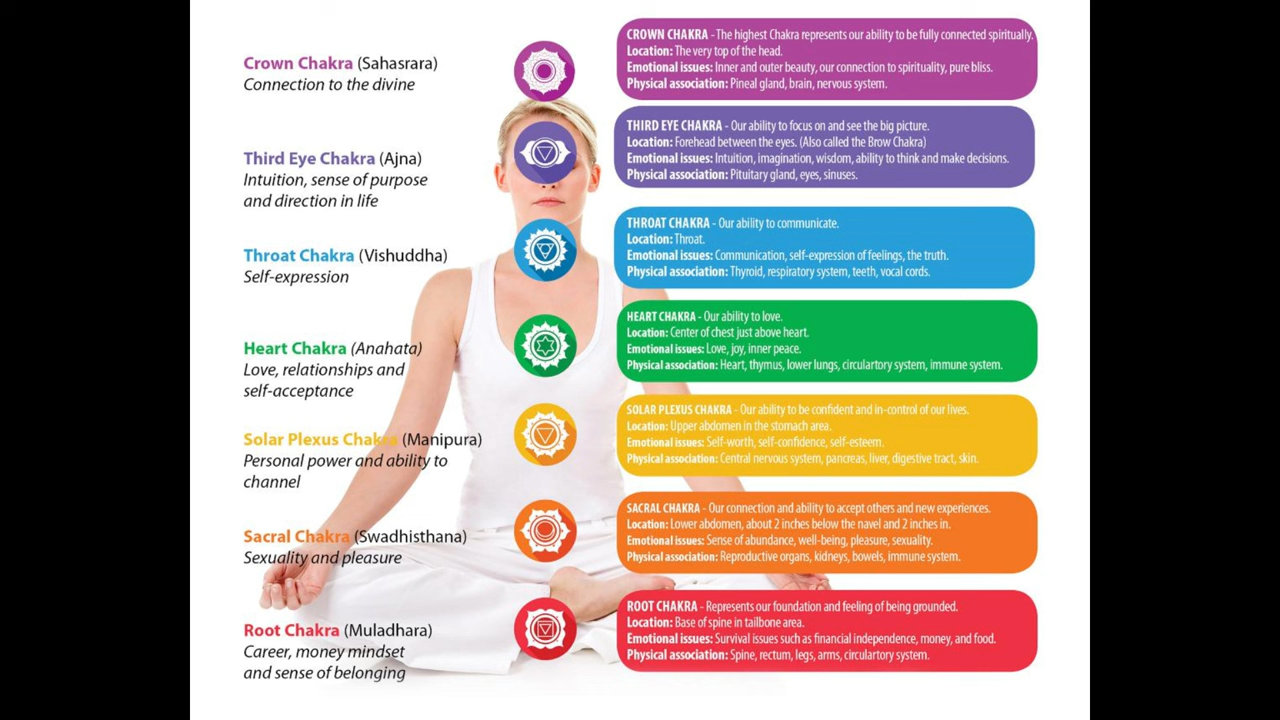 Crown Chakra (Sahasrara)
Connection to the divine
CROWN CHAKRA - The highest Chakra represents our ability to be fully connected spiritually.
Location: The very top of the head.
Emotional issues: Inner and outer beauty, our connection to spirituality, pure bliss.
Physical association: Pineal gland, brain, nervous system.
Third Eye Chakra (Ajna)
Intuition, sense of purpose
and direction in life
THIRD EYE CHAKRA - Our ability to focus on and see the big picture.
Location: Forehead between the eyes. (Also called the Brow Chakra)
Emotional issues: Intuition, imagination, wisdom, ability to think and make decisions.
Physical association: Pituitary gland, eyes, sinuses.
Throat Chakra (Vishuddha)
Self-expression
THROAT CHAKRA - Our ability to communicate.
Location: Throat.
Emotional issues: Communication, self-expression of feelings, the truth.
Physical association: Thyroid, respiratory system, teeth, vocal cords.
Heart Chakra (Anahata)
Love, relationships and
self-acceptance
HEART CHAKRA - Our ability to love.
Location: Center of chest just above heart.
Emotional issues: Love, joy, inner peace.
Physical association: Heart, thymus, lower lungs, circulartory system, immune system.
Solar Plexus Chakra (Manipura)
Personal power and ability to
channel
SOLAR PLEXUS CHAKRA - Our ability to be confident and in-control of our lives.
Location: Upper abdomen in the stomach area.
Emotional issues: Self-worth, self-confidence, self-esteem.
Physical association: Central nervous system, pancreas, liver, digestive tract, skin.
Sacral Chakra (Swadhisthana)
Sexuality and pleasure
SACRAL CHAKRA - Our connection and ability to accept others and new experiences.
Location: Lower abdomen, about 2 inches below the navel and 2 inches in.
Emotional issues: Sense of abundance, well-being, pleasure, sexuality.
Physical association: Reproductive organs, kidneys, bowels, immune system.
Root Chakra (Muladhara)
Career, money mindset
and sense of belonging
ROOT CHAKRA - Represents our foundation and feeling of being grounded.
Location: Base of spine in tailbone area.
Emotional issues: Survival issues such as financial independence, money, and food.
Physical association: Spine, rectum, legs, arms, circulartory system.